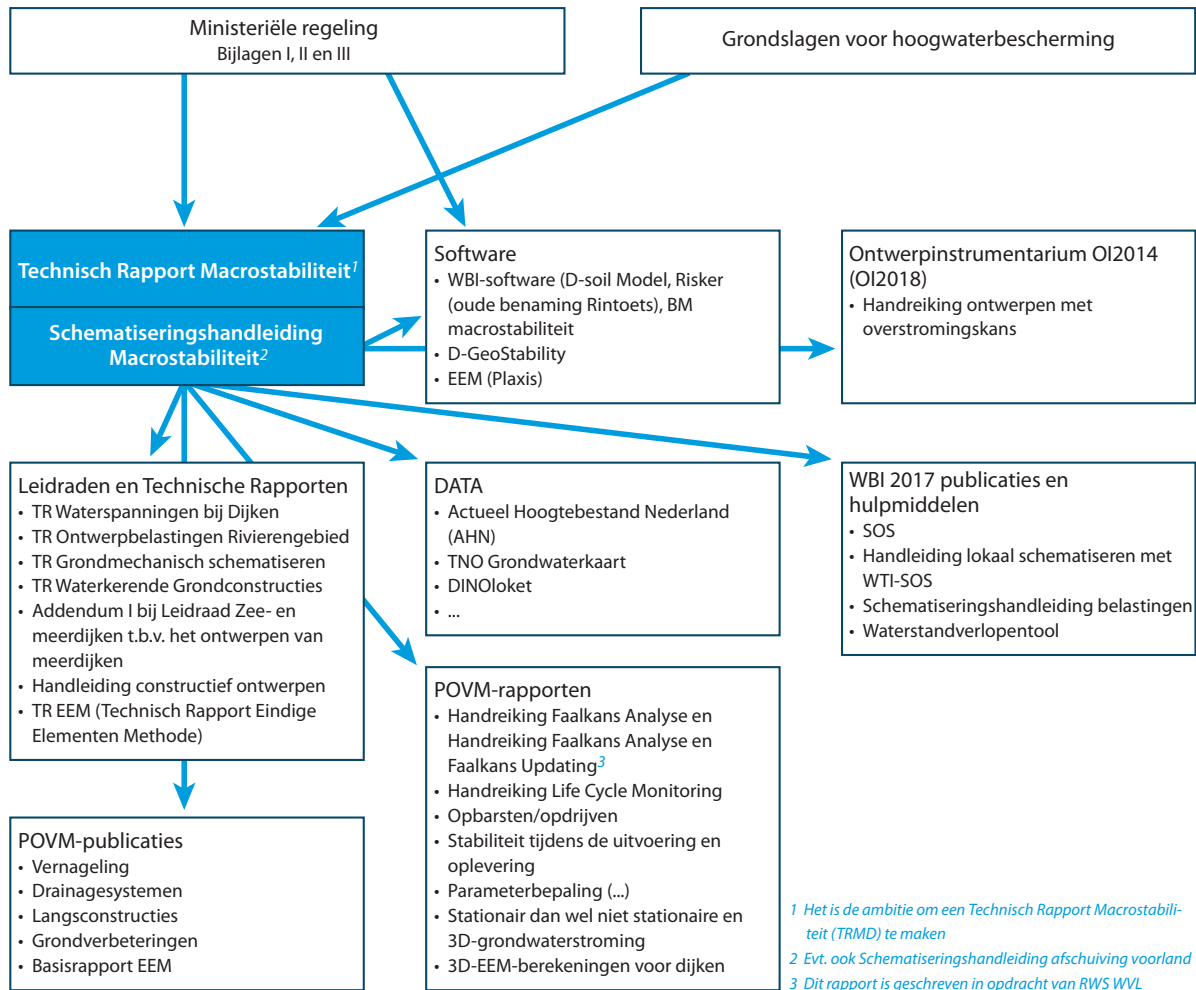 Ministeriële regeling
Bijlagen I, II en III
Grondslagen voor hoogwaterbescherming
Technisch Rapport Macrostabiliteit1
Schematiseringshandleiding
Macrostabiliteit2
Software
• WBI-software (D-soil Model, Risker
(oude benaming Rintoets), BM
macrostabiliteit
• D-GeoStability
• EEM (Plaxis)
Ontwerpinstrumentarium OI2014
(OI2018)
• Handreiking ontwerpen met
overstromingskans
Leidraden en Technische Rapporten
• TR Waterspanningen bij Dijken
• TR Ontwerpbelastingen Rivierengebied
• TR Grondmechanisch schematiseren
• TR Waterkerende Grondconstructies
• Addendum I bij Leidraad Zee- en
meerdijken t.b.v. het ontwerpen van
meerdijken
• Handleiding constructief ontwerpen
• TR EEM (Technisch Rapport Eindige
Elementen Methode)
DATA
• Actueel Hoogtebestand Nederland
(AHN)
• TNO Grondwaterkaart
• DINOloket
• ...
WBI 2017 publicaties en
hulpmiddelen
• SOS
• Handleiding lokaal schematiseren met
WTI-SOS
• Schematiseringshandleiding belastingen
• Waterstandverlopentool
POVM-publicaties
• Vernageling
• Drainagesystemen
• Langsconstructies
• Grondverbeteringen
• Basisrapport EEM
POVM-rapporten
• Handreiking Faalkans Analyse en
Handreiking Faalkans Analyse en
Faalkans Updating3
• Handreiking Life Cycle Monitoring
• Opbarsten/opdrijven
• Stabiliteit tijdens de uitvoering en
oplevering
• Parameterbepaling (...)
• Stationair dan wel niet stationaire en
3D-grondwaterstroming
• 3D-EEM-berekeningen voor dijken
1 Het is de ambitie om een Technisch Rapport Macrostabili-
teit (TRMD) te maken
2 Evt. ook Schematiseringshandleiding afschuiving voorland
3 Dit rapport is geschreven in opdracht van RWS WVL